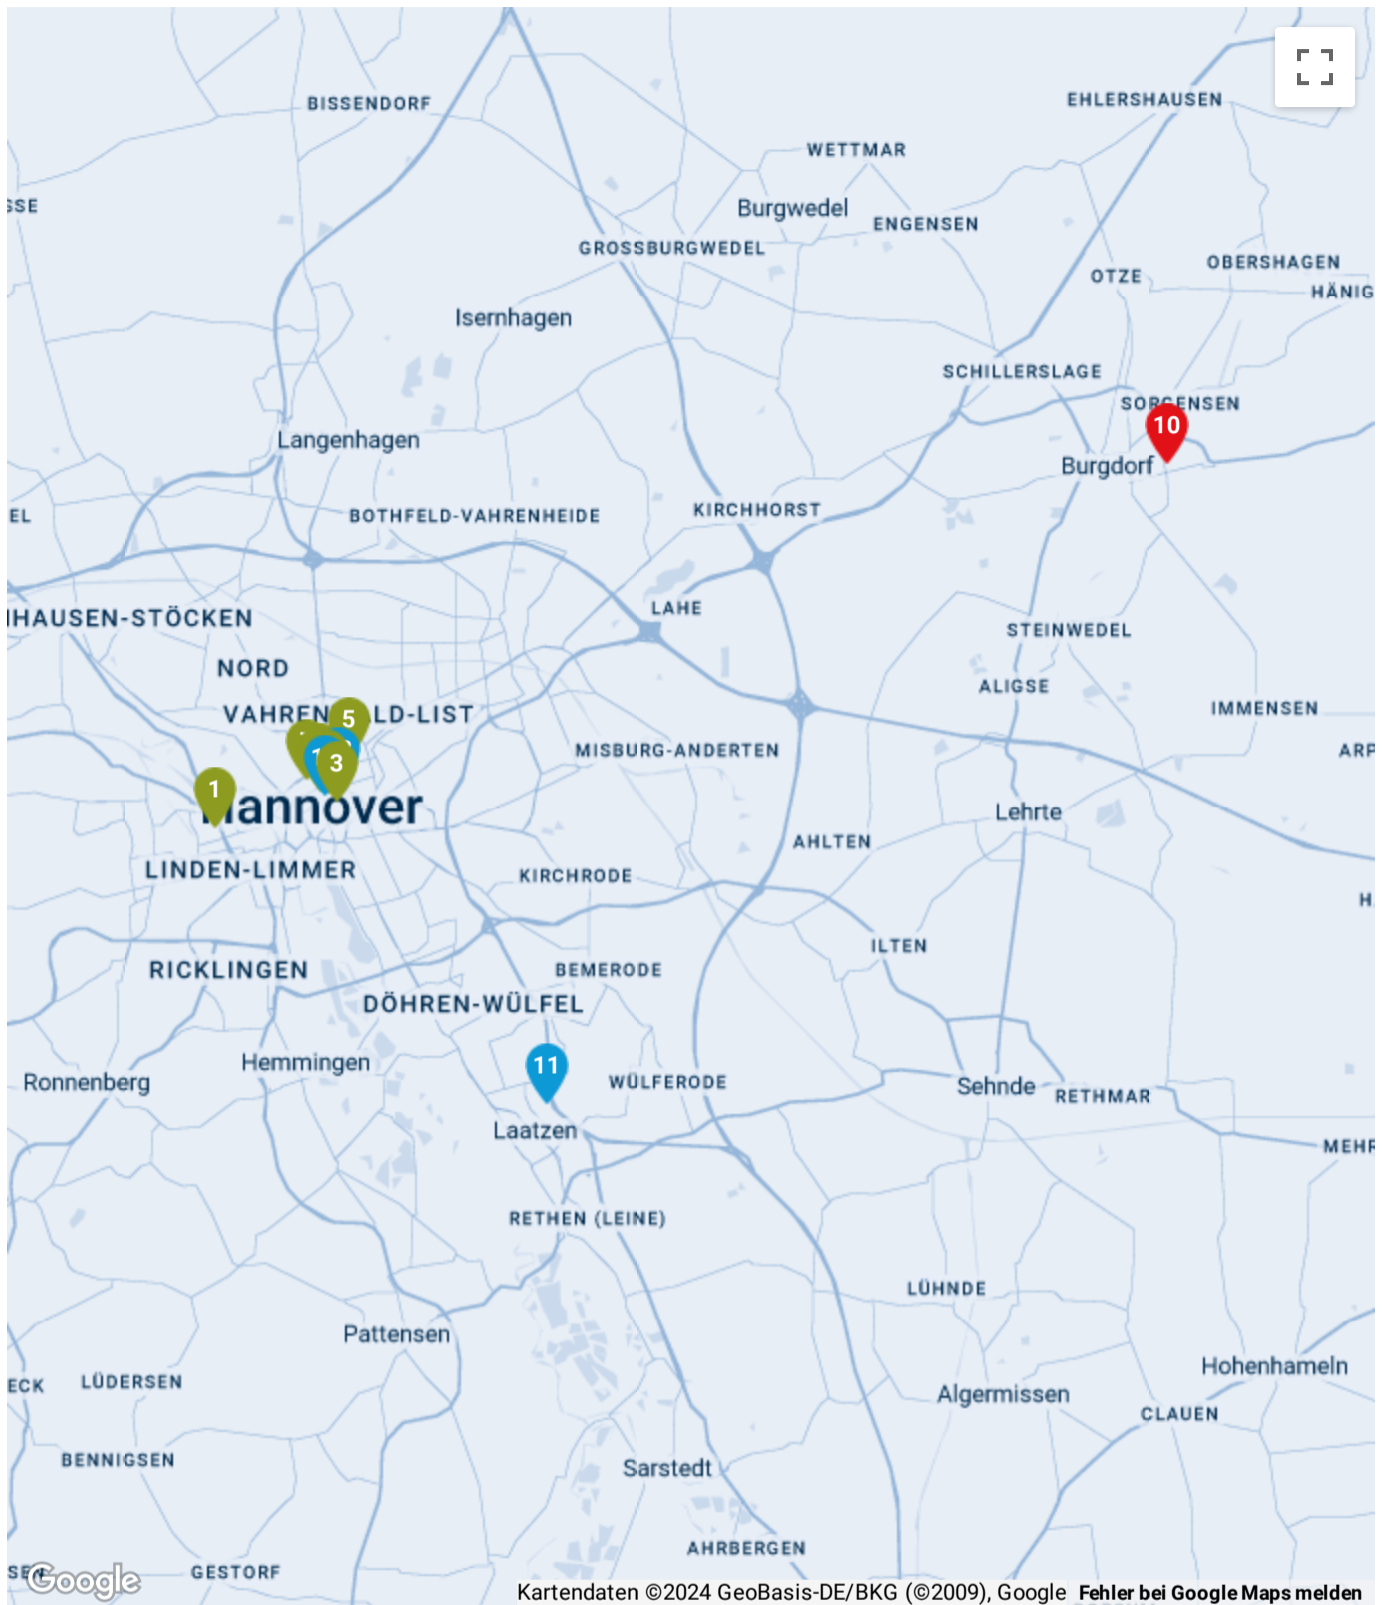 BISSENDORF
EHLERSHAUSEN
WETTMAR
SSE
Burgwedel
ENGENSEN
GROSSBURGWEDEL
OBERSHAGEN
OTZE
HÄNIG
Isernhagen
SCHILLERSLAGE
SORGENSEN
10
Langenhagen
Burgdorf
EL
BOTHFELD-VAHRENHEIDE
KIRCHHORST
LAHE
HAUSEN-STÖCKEN
STEINWEDEL
NORD
ALIGSE
VAHRENWALD-LIST
5
IMMENSEN
MISBURG-ANDERTEN
ARP
3
1
Hannover
Lehrte
AHLTEN
LINDEN-LIMMER
KIRCHRODE
H
ILTEN
RICKLINGEN
BEMERODE
DÖHREN-WÜLFEL
Hemmingen
11
Ronnenberg
WÜLFERODE
Sehnde
RETHMAR
Laatzen
MEHR
RETHEN (LEINE)
LÜHNDE
Pattensen
Hohenhameln
ECK
LÜDERSEN
Algermissen
CLAUEN
BENNIGSEN
Sarstedt
AHRBERGEN
SEN
GESTORF
Google
Kartendaten ©2024 GeoBasis-DE/BKG (©2009), Google Fehler bei Google Maps melden